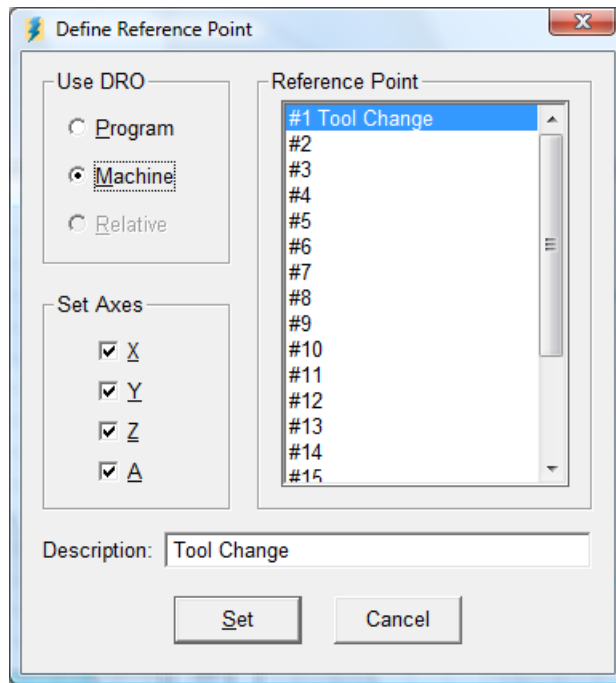 Define Reference Point
Use DRO
Program
Machine
Relative
Set Axes
X
Y
Z
A
Reference Point
#1 Tool Change
#2
#3
#4
#5
#6
#7
#8
#9
#10
#11
#12
#13
#14
#15
Description: Tool Change
Set Cancel